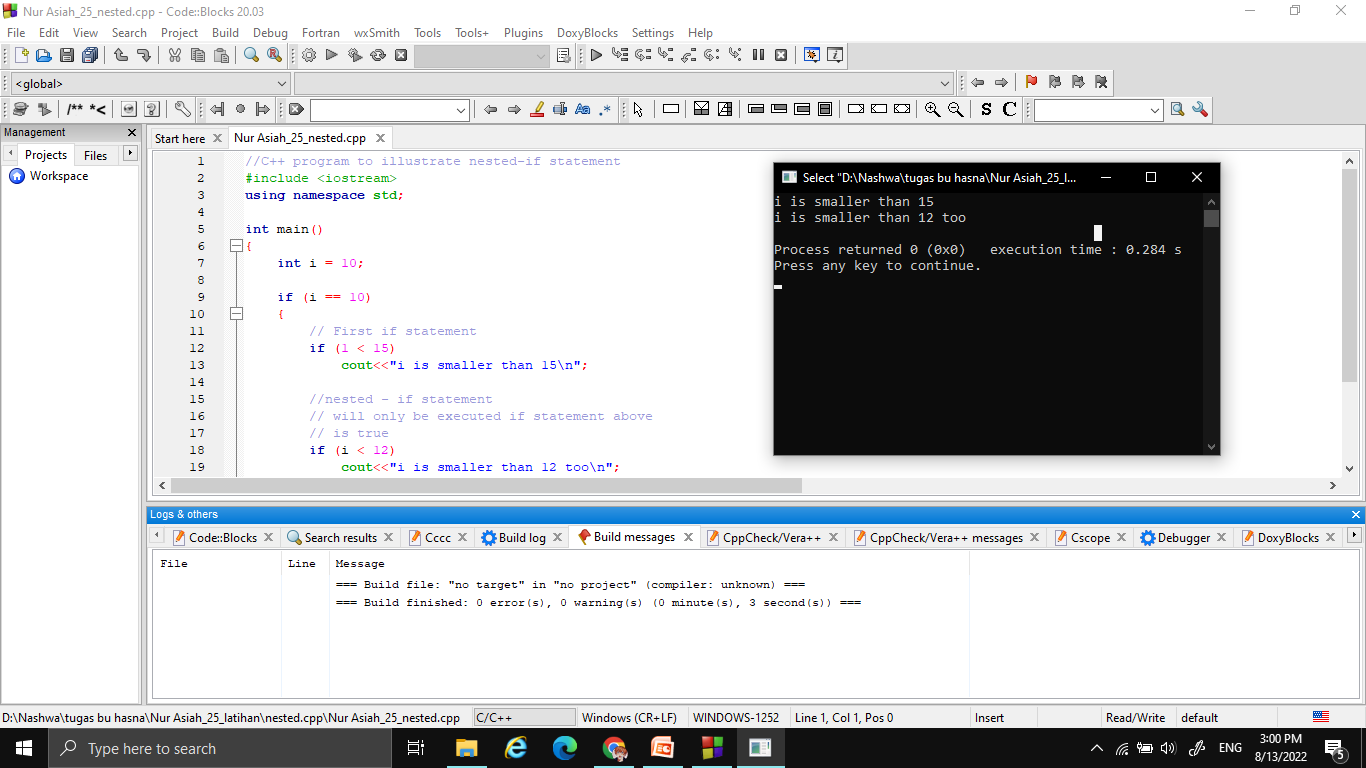 Nur Asiah_25_nested.cpp - Code::Blocks 20.03
File Edit View Search Project Build Debug Fortran wxSmith Tools Tools+ Plugins DoxyBlocks Settings Help
<global>
/** *<
Aa .*
S C
Management
Projects Files
Workspace
Start here Nur Asiah_25_nested.cpp
1 //C++ program to illustrate nested-if statement
2 #include <iostream>
3 using namespace std;
4
5 int main()
6 {
7 int i = 10;
8
9 if (i == 10)
10 {
11 // First if statement
12 if (1 < 15)
13 cout<<"i is smaller than 15\n";
14
15 //nested - if statement
16 // will only be executed if statement above
17 // is true
18 if (i < 12)
19 cout<<"i is smaller than 12 too\n";
Select "D:\Nashwa\tugas bu hasna\Nur Asiah_25_l...
i is smaller than 15
i is smaller than 12 too
Process returned 0 (0x0) execution time : 0.284 s
Press any key to continue.
Logs & others
Code::Blocks Search results Cccc Build log Build messages CppCheck/Vera++ CppCheck/Vera++ messages Cscope Debugger DoxyBlocks
File Line Message
=== Build file: "no target" in "no project" (compiler: unknown) ===
=== Build finished: 0 error(s), 0 warning(s) (0 minute(s), 3 second(s)) ===
D:\Nashwa\tugas bu hasna\Nur Asiah_25_latihan\nested.cpp\Nur Asiah_25_nested.cpp C/C++ Windows (CR+LF) WINDOWS-1252 Line 1, Col 1, Pos 0 Insert Read/Write default
Type here to search
ENG
3:00 PM
8/13/2022
5